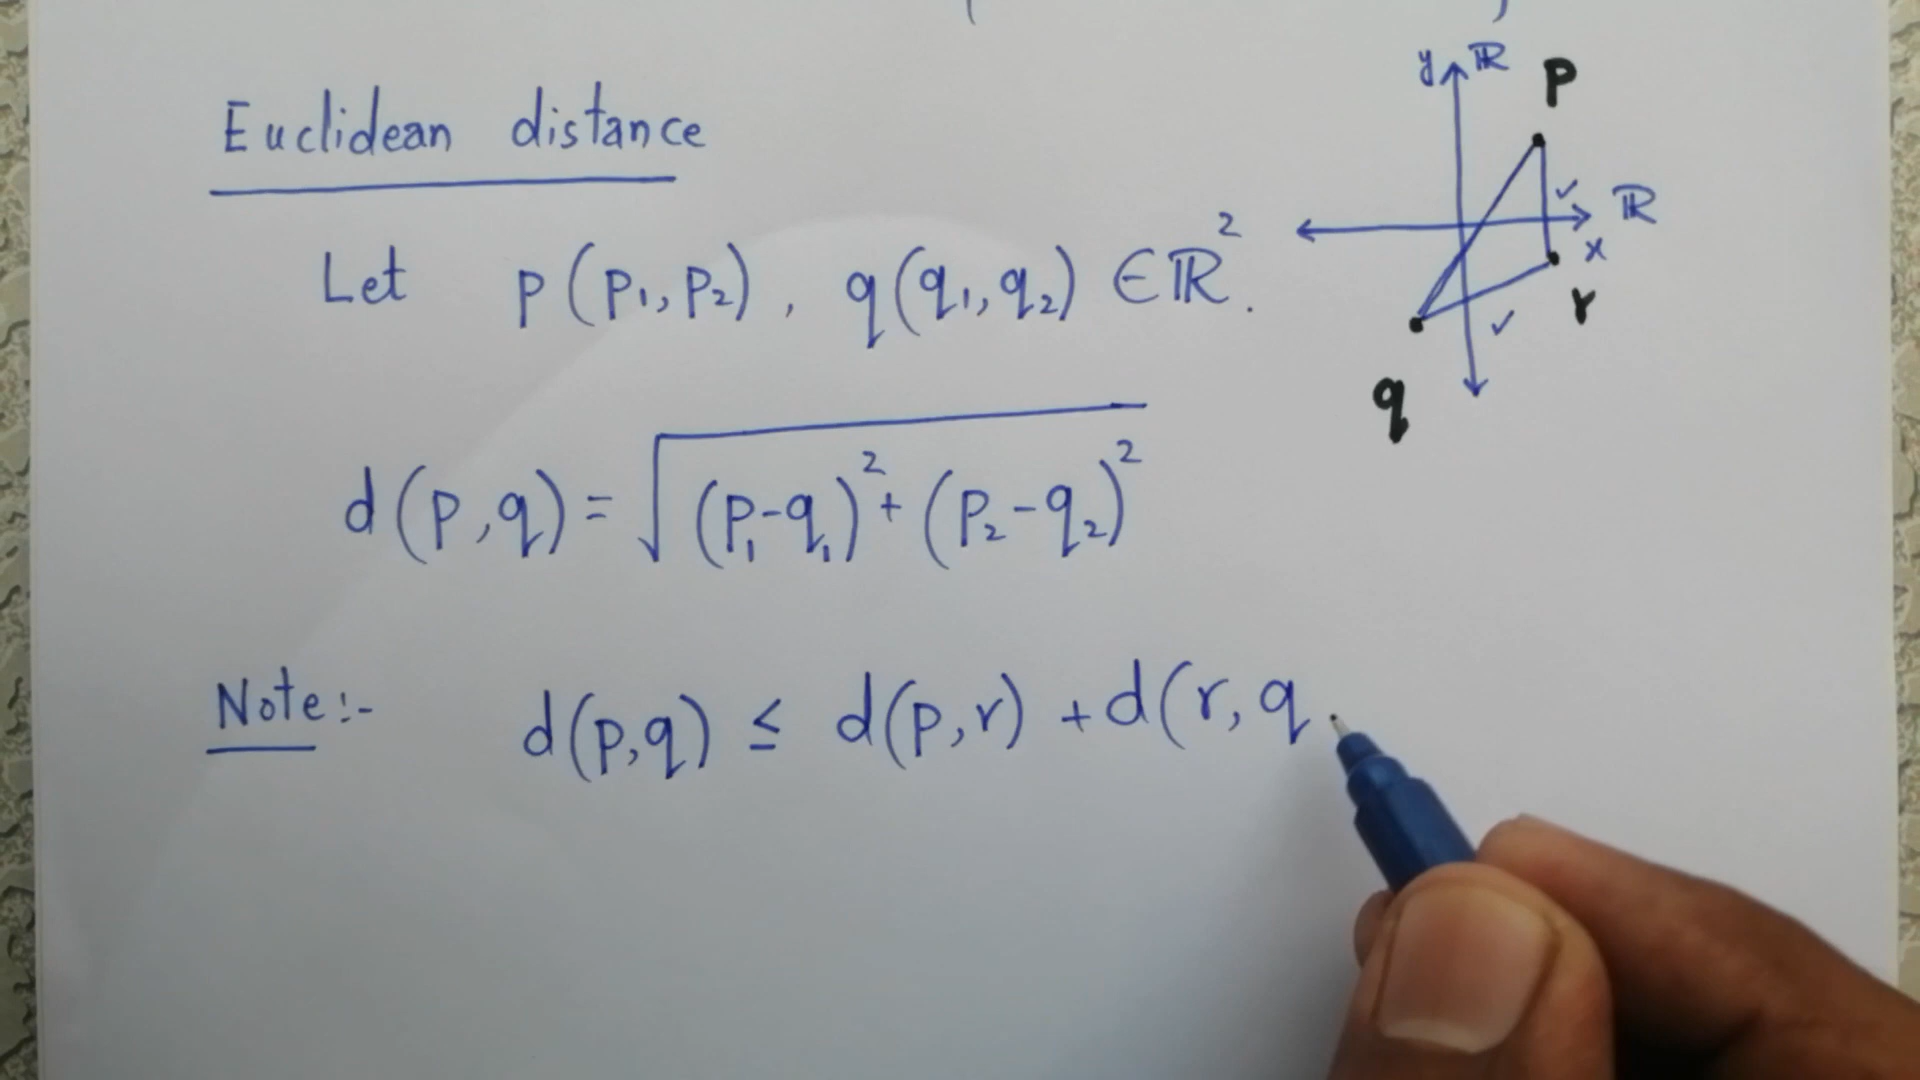 Euclidean distance
Let p(p₁,p₂), q(q₁,q₂) ∈ ℝ².
d(p,q) = √((p₁-q₁)² + (p₂-q₂)²)
Note:- d(p,q) ≤ d(p,r) + d(r,q
y ℝ
p
ℝ
x
r
q